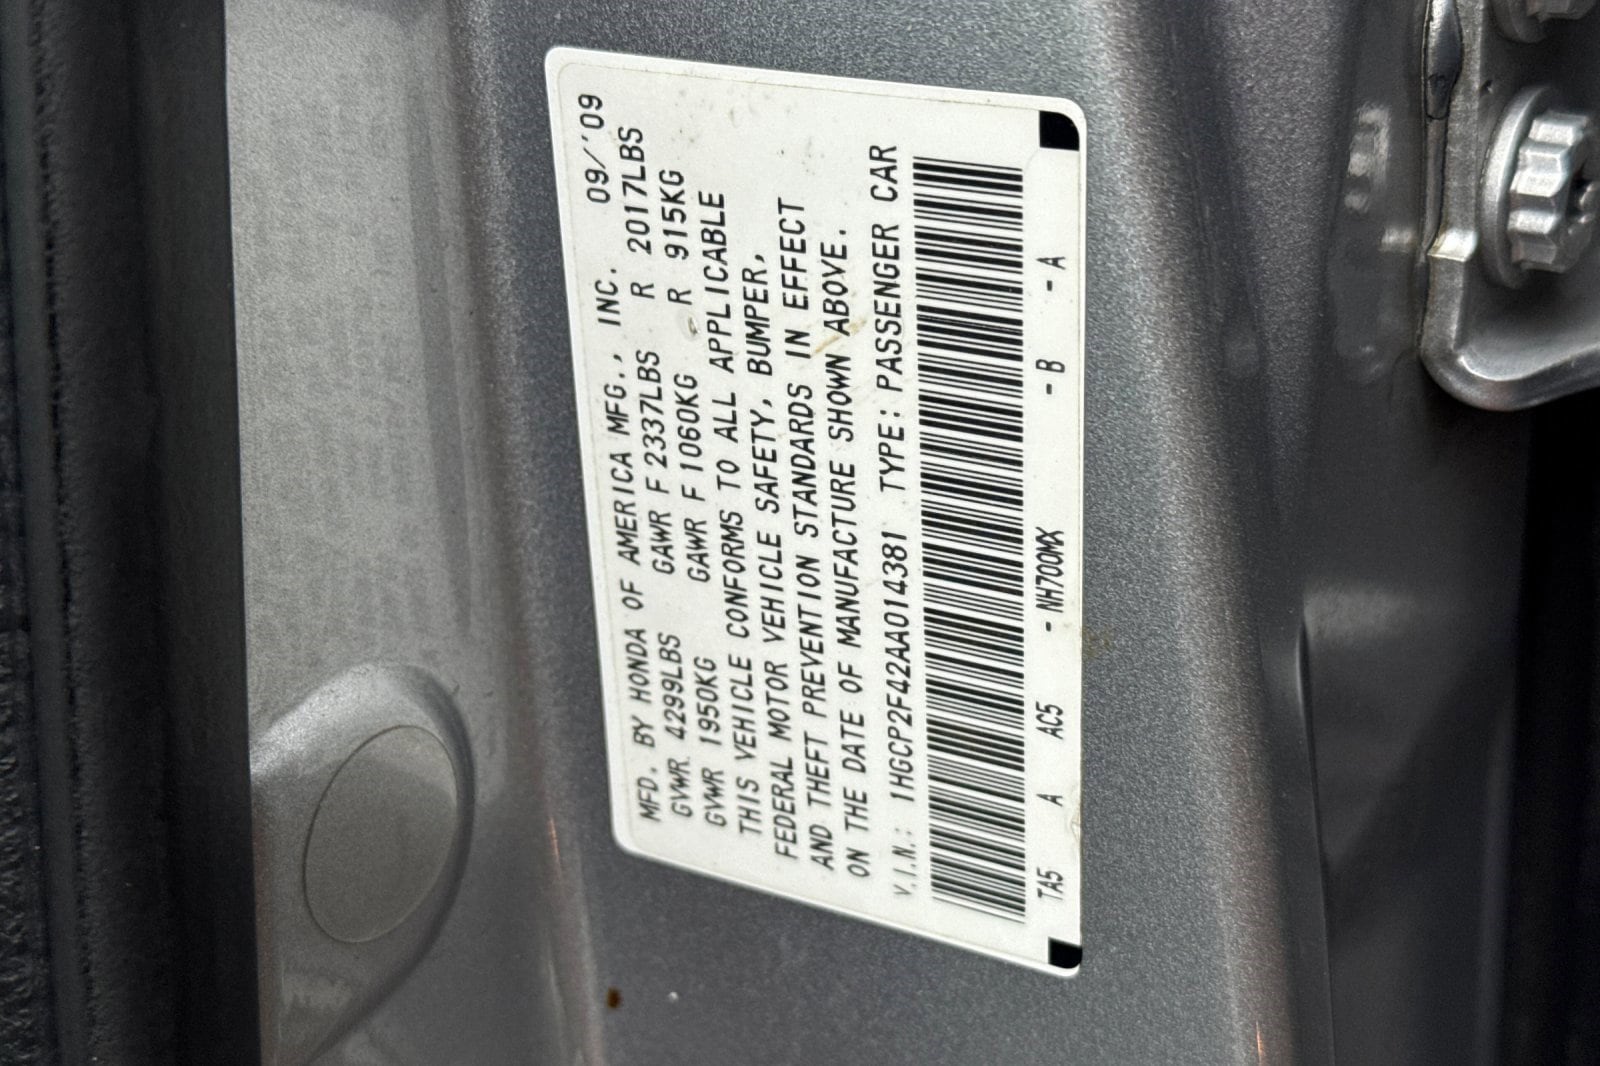 MFD. BY HONDA OF AMERICA MFG., INC. 09/'09
GVWR 4299LBS GAWR F 2337LBS R 2017LBS
GVWR 1950KG GAWR F 1060KG R 915KG
THIS VEHICLE CONFORMS TO ALL APPLICABLE
FEDERAL MOTOR VEHICLE SAFETY, BUMPER,
AND THEFT PREVENTION STANDARDS IN EFFECT
ON THE DATE OF MANUFACTURE SHOWN ABOVE.
V.I.N.: 1HGCP2F42AA014381 TYPE: PASSENGER CAR
TA5 A AC5 - NH700MX - B - A